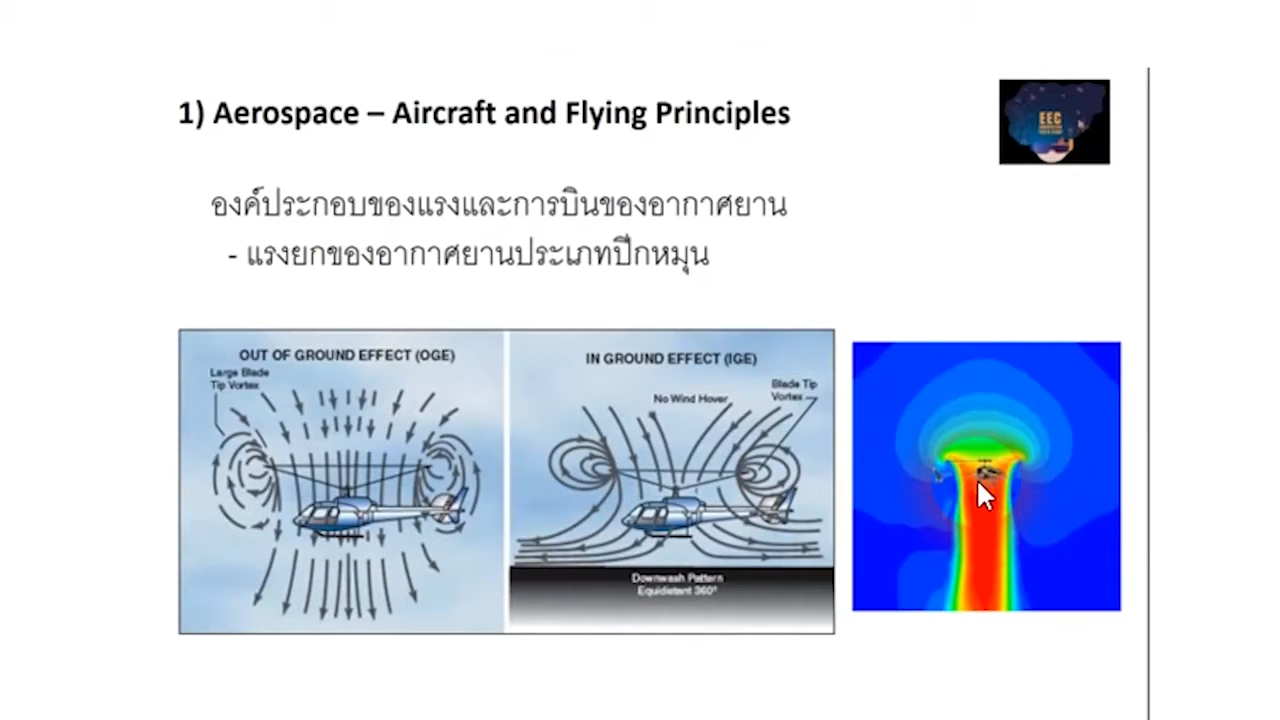 1) Aerospace – Aircraft and Flying Principles
EEC
องค์ประกอบของแรงและการบินของอากาศยาน
- แรงยกของอากาศยานประเภทปีกหมุน
OUT OF GROUND EFFECT (OGE)
Large Blade
Tip Vortex
IN GROUND EFFECT (IGE)
No Wind Hover
Blade Tip
Vortex
Downwash Pattern
Equidistant 360°